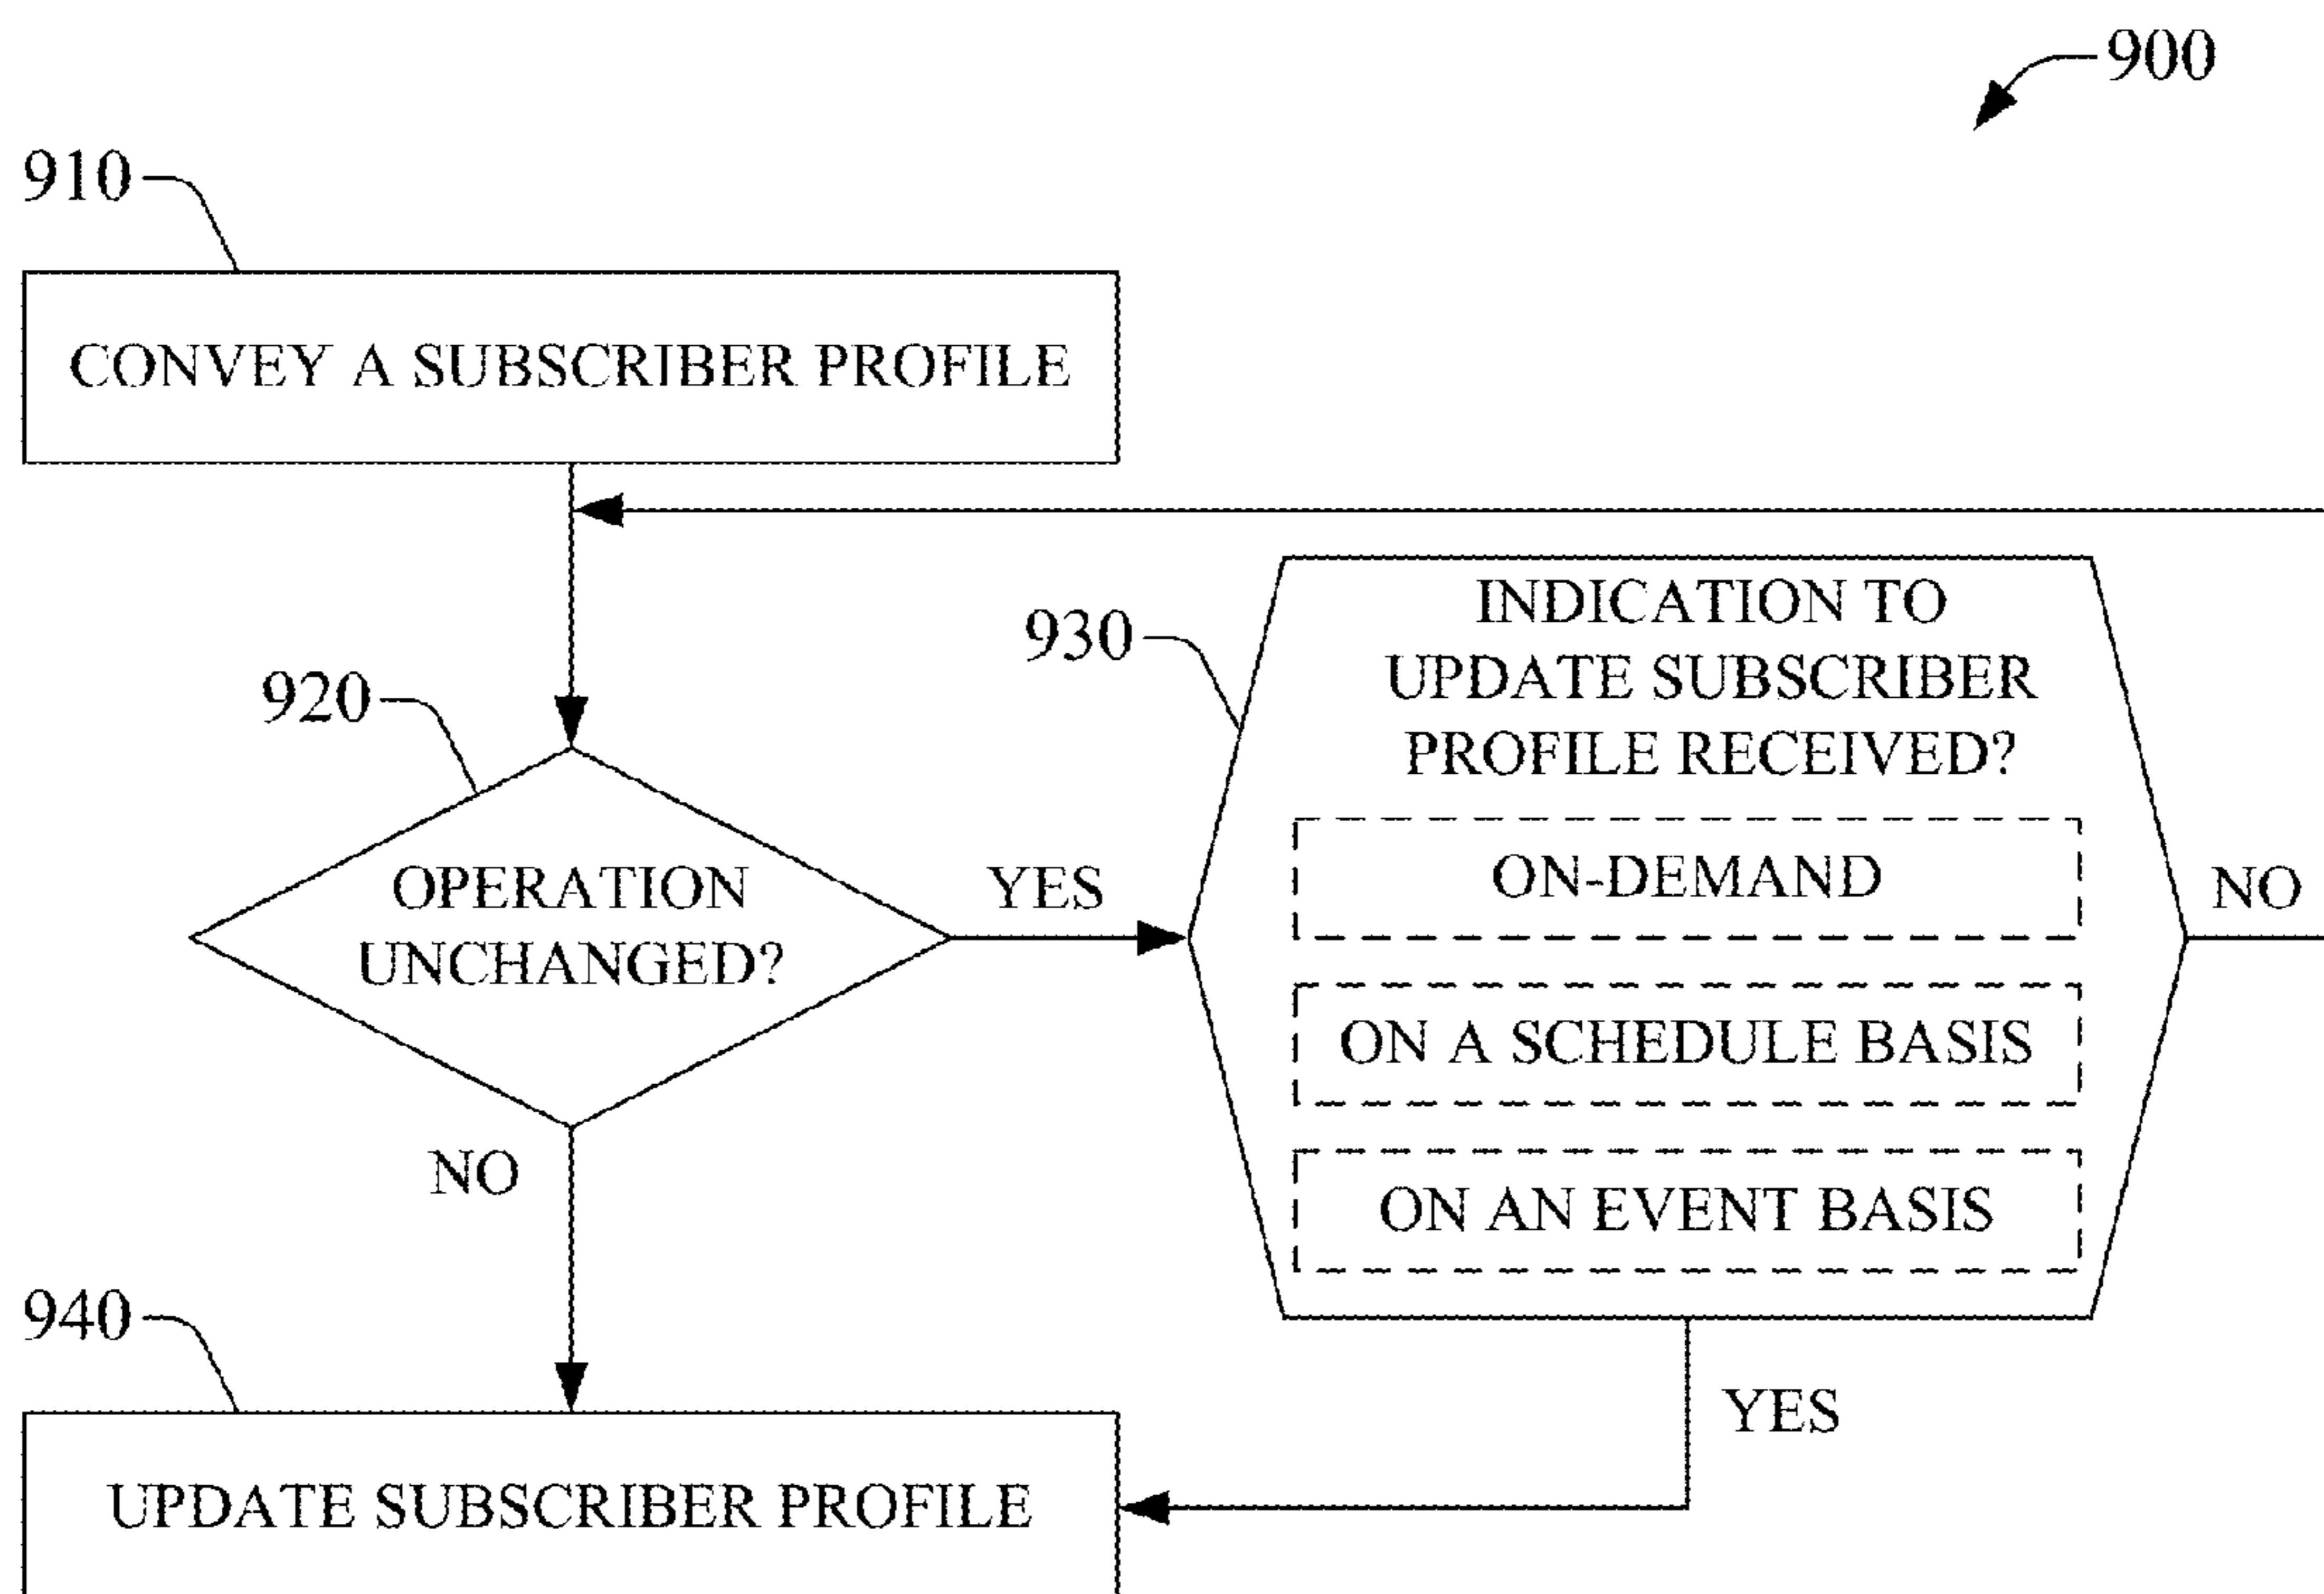 900
910
CONVEY A SUBSCRIBER PROFILE
920
OPERATION
UNCHANGED?
YES
NO
930
INDICATION TO
UPDATE SUBSCRIBER
PROFILE RECEIVED?
ON-DEMAND
ON A SCHEDULE BASIS
ON AN EVENT BASIS
NO
YES
940
UPDATE SUBSCRIBER PROFILE